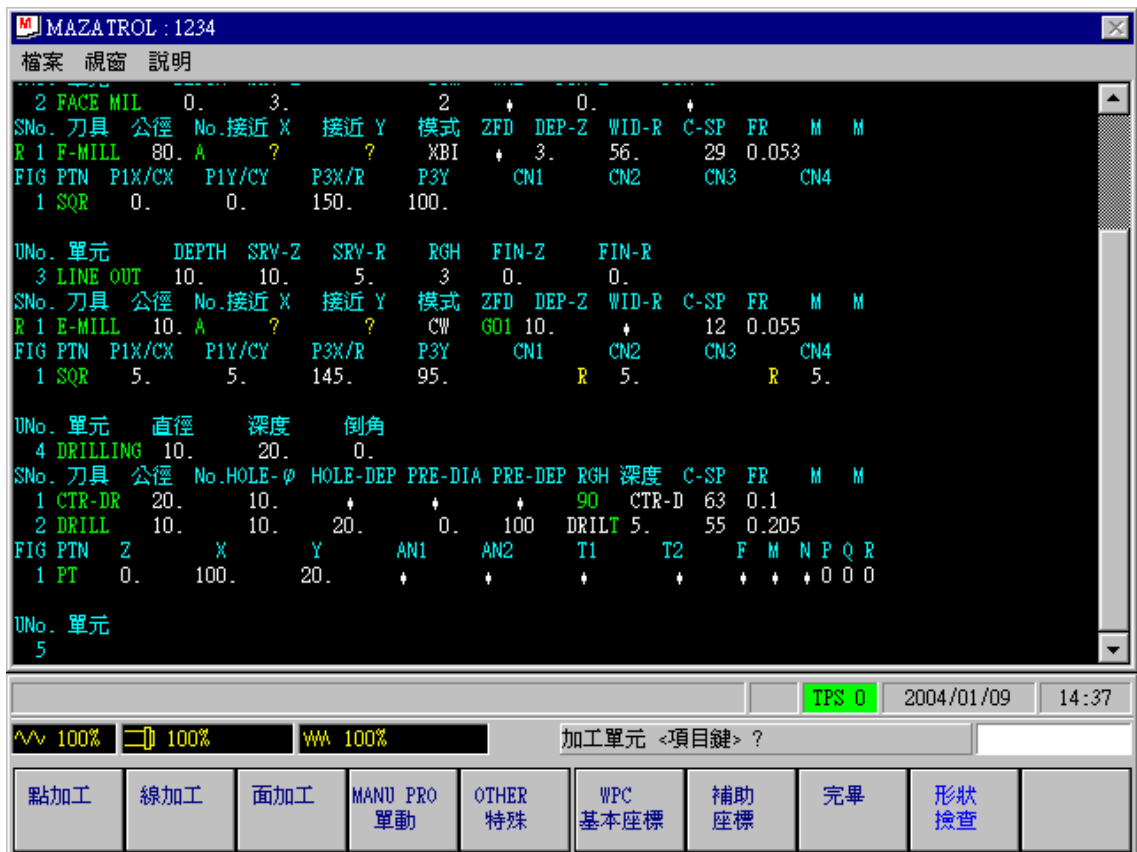 MAZATROL : 1234
檔案 視窗 說明
2 FACE MIL 0. 3. 2 ♦ 0. ♦
SNo. 刀具 公徑 No.接近 X 接近 Y 模式 ZFD DEP-Z WID-R C-SP FR M M
R 1 F-MILL 80. A ? ? XBI ♦ 3. 56. 29 0.053
FIG PTN P1X/CX P1Y/CY P3X/R P3Y CN1 CN2 CN3 CN4
1 SQR 0. 0. 150. 100.
UNo. 單元 DEPTH SRV-Z SRV-R RGH FIN-Z FIN-R
3 LINE OUT 10. 10. 5. 3 0. 0.
SNo. 刀具 公徑 No.接近 X 接近 Y 模式 ZFD DEP-Z WID-R C-SP FR M M
R 1 E-MILL 10. A ? ? CW G01 10. ♦ 12 0.055
FIG PTN P1X/CX P1Y/CY P3X/R P3Y CN1 CN2 CN3 CN4
1 SQR 5. 5. 145. 95. R 5. R 5.
UNo. 單元 直徑 深度 倒角
4 DRILLING 10. 20. 0.
SNo. 刀具 公徑 No.HOLE-φ HOLE-DEP PRE-DIA PRE-DEP RGH 深度 C-SP FR M M
1 CTR-DR 20. 10. ♦ ♦ ♦ 90 CTR-D 63 0.1
2 DRILL 10. 10. 20. 0. 100 DRILT 5. 55 0.205
FIG PTN Z X Y AN1 AN2 T1 T2 F M N P Q R
1 PT 0. 100. 20. ♦ ♦ ♦ ♦ ♦ ♦ ♦ 0 0 0
UNo. 單元
5
TPS 0 2004/01/09 14:37
100% 100% 100% 加工單元 <項目鍵> ?
點加工 線加工 面加工 MANU PRO 單動 OTHER 特殊 WPC 基本座標 補助 座標 完畢 形狀 撿查